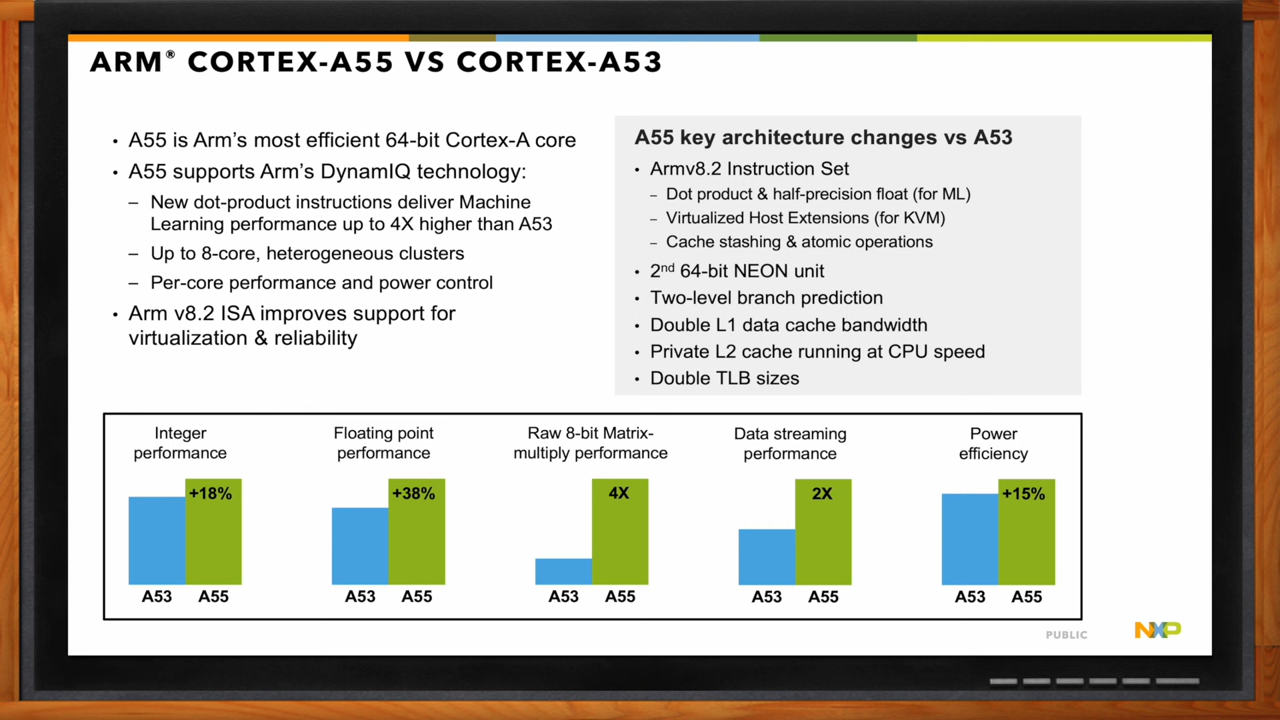 ARM® CORTEX-A55 VS CORTEX-A53
• A55 is Arm's most efficient 64-bit Cortex-A core
• A55 supports Arm's DynamIQ technology:
– New dot-product instructions deliver Machine
Learning performance up to 4X higher than A53
– Up to 8-core, heterogeneous clusters
– Per-core performance and power control
• Arm v8.2 ISA improves support for
virtualization & reliability
A55 key architecture changes vs A53
• Armv8.2 Instruction Set
– Dot product & half-precision float (for ML)
– Virtualized Host Extensions (for KVM)
– Cache stashing & atomic operations
• 2nd 64-bit NEON unit
• Two-level branch prediction
• Double L1 data cache bandwidth
• Private L2 cache running at CPU speed
• Double TLB sizes
Integer
performance
+18%
A53 A55
Floating point
performance
+38%
A53 A55
Raw 8-bit Matrix-
multiply performance
4X
A53 A55
Data streaming
performance
2X
A53 A55
Power
efficiency
+15%
A53 A55
PUBLIC
NXP